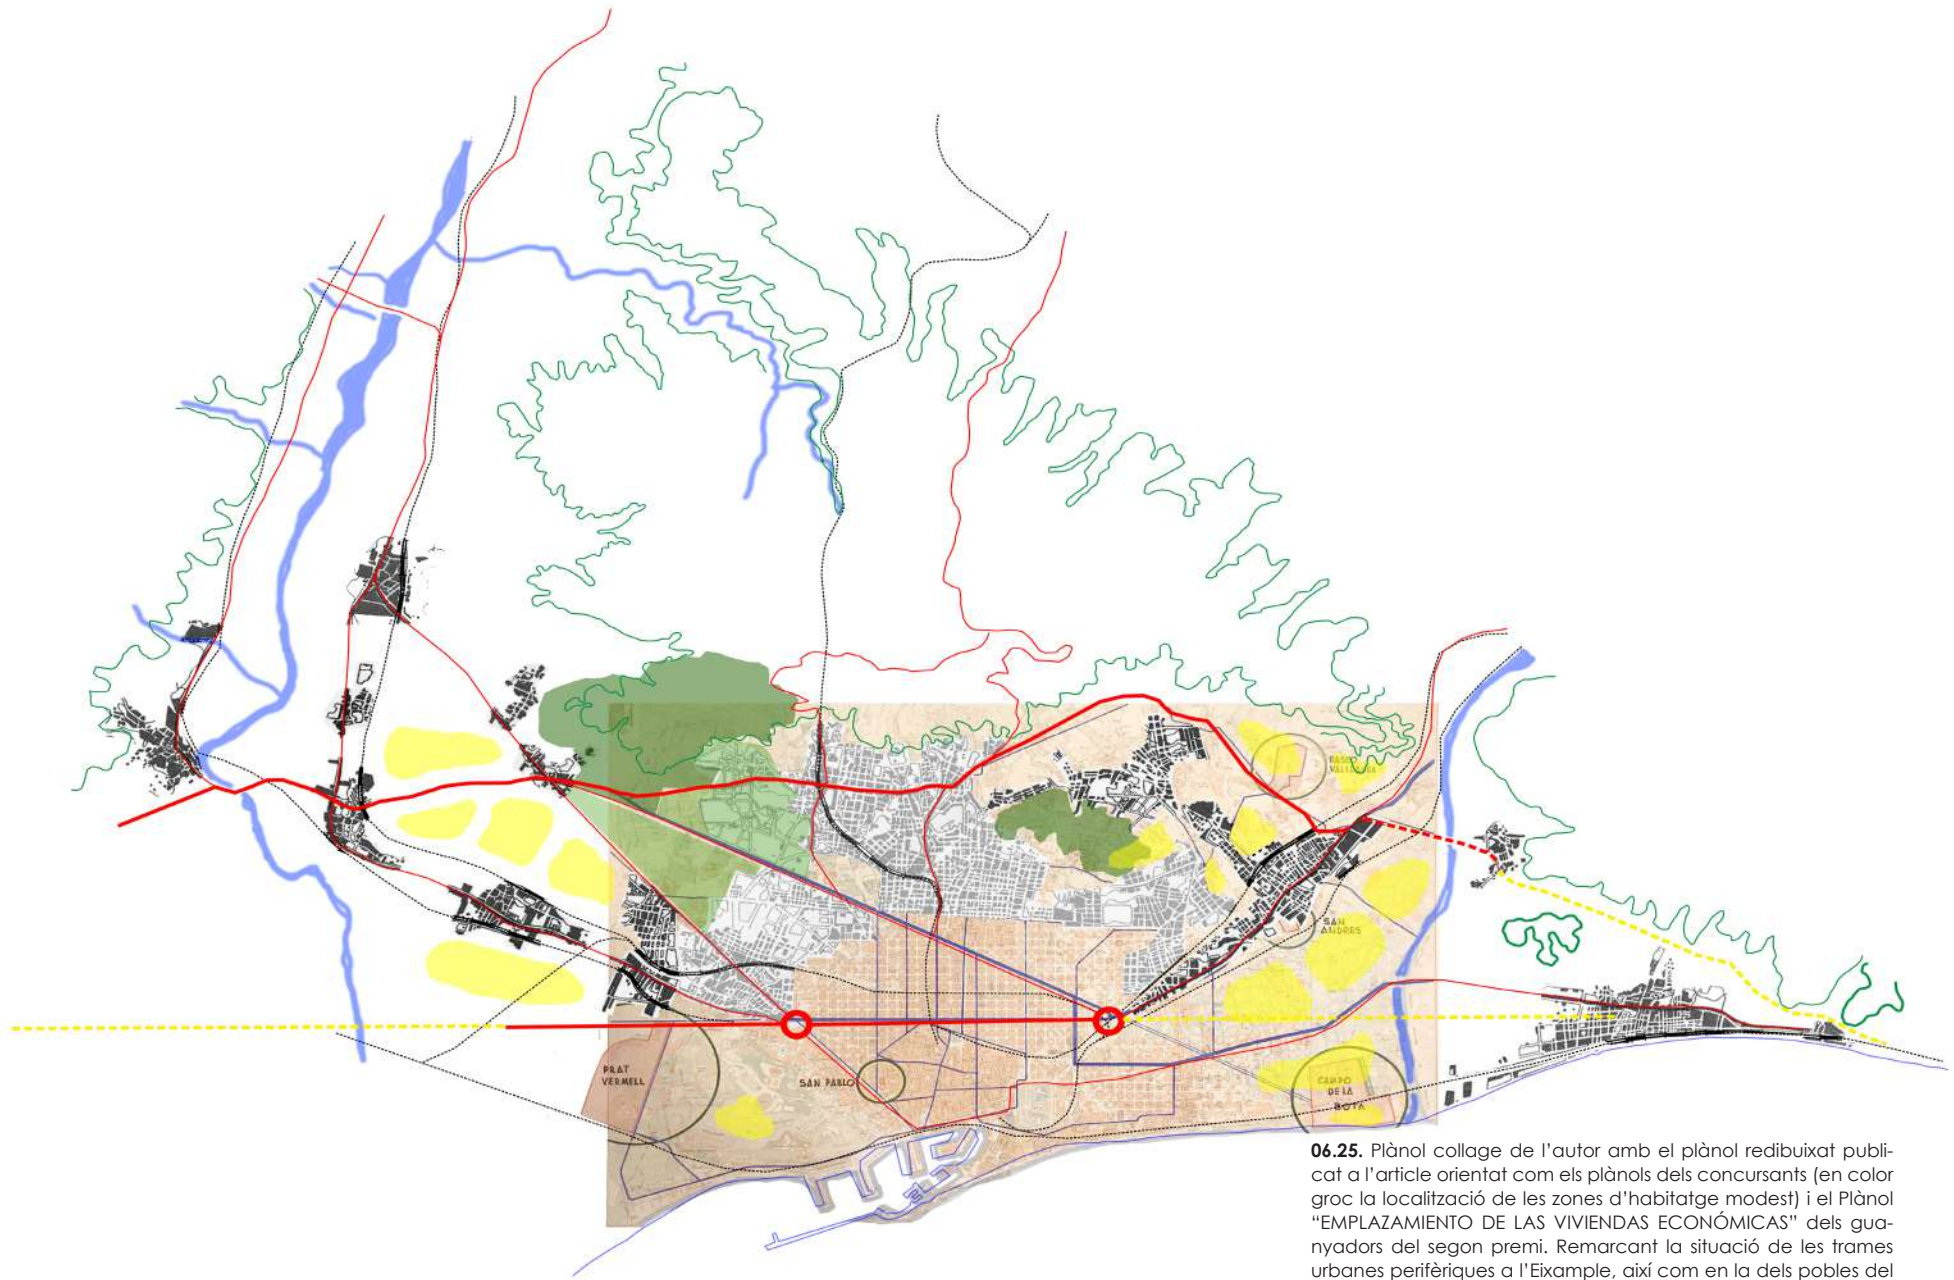 PASEO
VALLDAURA
SAN
ANDRES
PRAT
VERMELL
SAN PABLO
CAMPO
DE LA
BOTA
06.25. Plànol collage de l'autor amb el plànol redibuixat publi-
cat a l'article orientat com els plànols dels concursants (en color
groc la localització de les zones d'habitatge modest) i el Plànol
“EMPLAZAMIENTO DE LAS VIVIENDAS ECONÓMICAS” dels gua-
nyadors del segon premi. Remarcant la situació de les trames
urbanes perifèriques a l'Eixample, així com en la dels pobles del